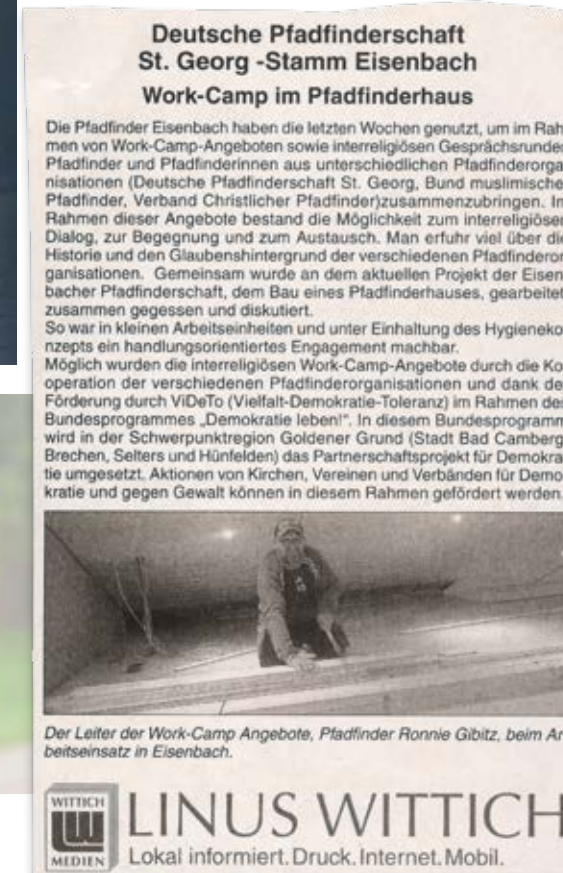 Deutsche Pfadfinderschaft
St. Georg -Stamm Eisenbach
Work-Camp im Pfadfinderhaus
Die Pfadfinder Eisenbach haben die letzten Wochen genutzt, um im Rah
men von Work-Camp-Angeboten sowie interreligiösen Gesprächsrunden
Pfadfinder und Pfadfinderinnen aus unterschiedlichen Pfadfinderorga
nisationen (Deutsche Pfadfinderschaft St. Georg, Bund muslimische
Pfadfinder, Verband Christlicher Pfadfinder)zusammenzubringen. Im
Rahmen dieser Angebote bestand die Möglichkeit zum interreligiösen
Dialog, zur Begegnung und zum Austausch. Man erfuhr viel über die
Historie und den Glaubenshintergrund der verschiedenen Pfadfinderor
ganisationen. Gemeinsam wurde an dem aktuellen Projekt der Eisen
bacher Pfadfinderschaft, dem Bau eines Pfadfinderhauses, gearbeitet
zusammen gegessen und diskutiert.
So war in kleinen Arbeitseinheiten und unter Einhaltung des Hygieneko
nzepts ein handlungsorientiertes Engagement machbar.
Möglich wurden die interreligiösen Work-Camp-Angebote durch die Ko
operation der verschiedenen Pfadfinderorganisationen und dank de
Förderung durch ViDeTo (Vielfalt-Demokratie-Toleranz) im Rahmen des
Bundesprogrammes „Demokratie leben!". In diesem Bundesprogramm
wird in der Schwerpunktregion Goldener Grund (Stadt Bad Camberg
Brechen, Selters und Hünfelden) das Partnerschaftsprojekt für Demokra
tie umgesetzt. Aktionen von Kirchen, Vereinen und Verbänden für Demo
kratie und gegen Gewalt können in diesem Rahmen gefördert werden.
Der Leiter der Work-Camp Angebote, Pfadfinder Ronnie Gibitz, beim Ar
beitseinsatz in Eisenbach.
WITTICH
W
MEDIEN
LINUS WITTICH
Lokal informiert. Druck. Internet. Mobil.